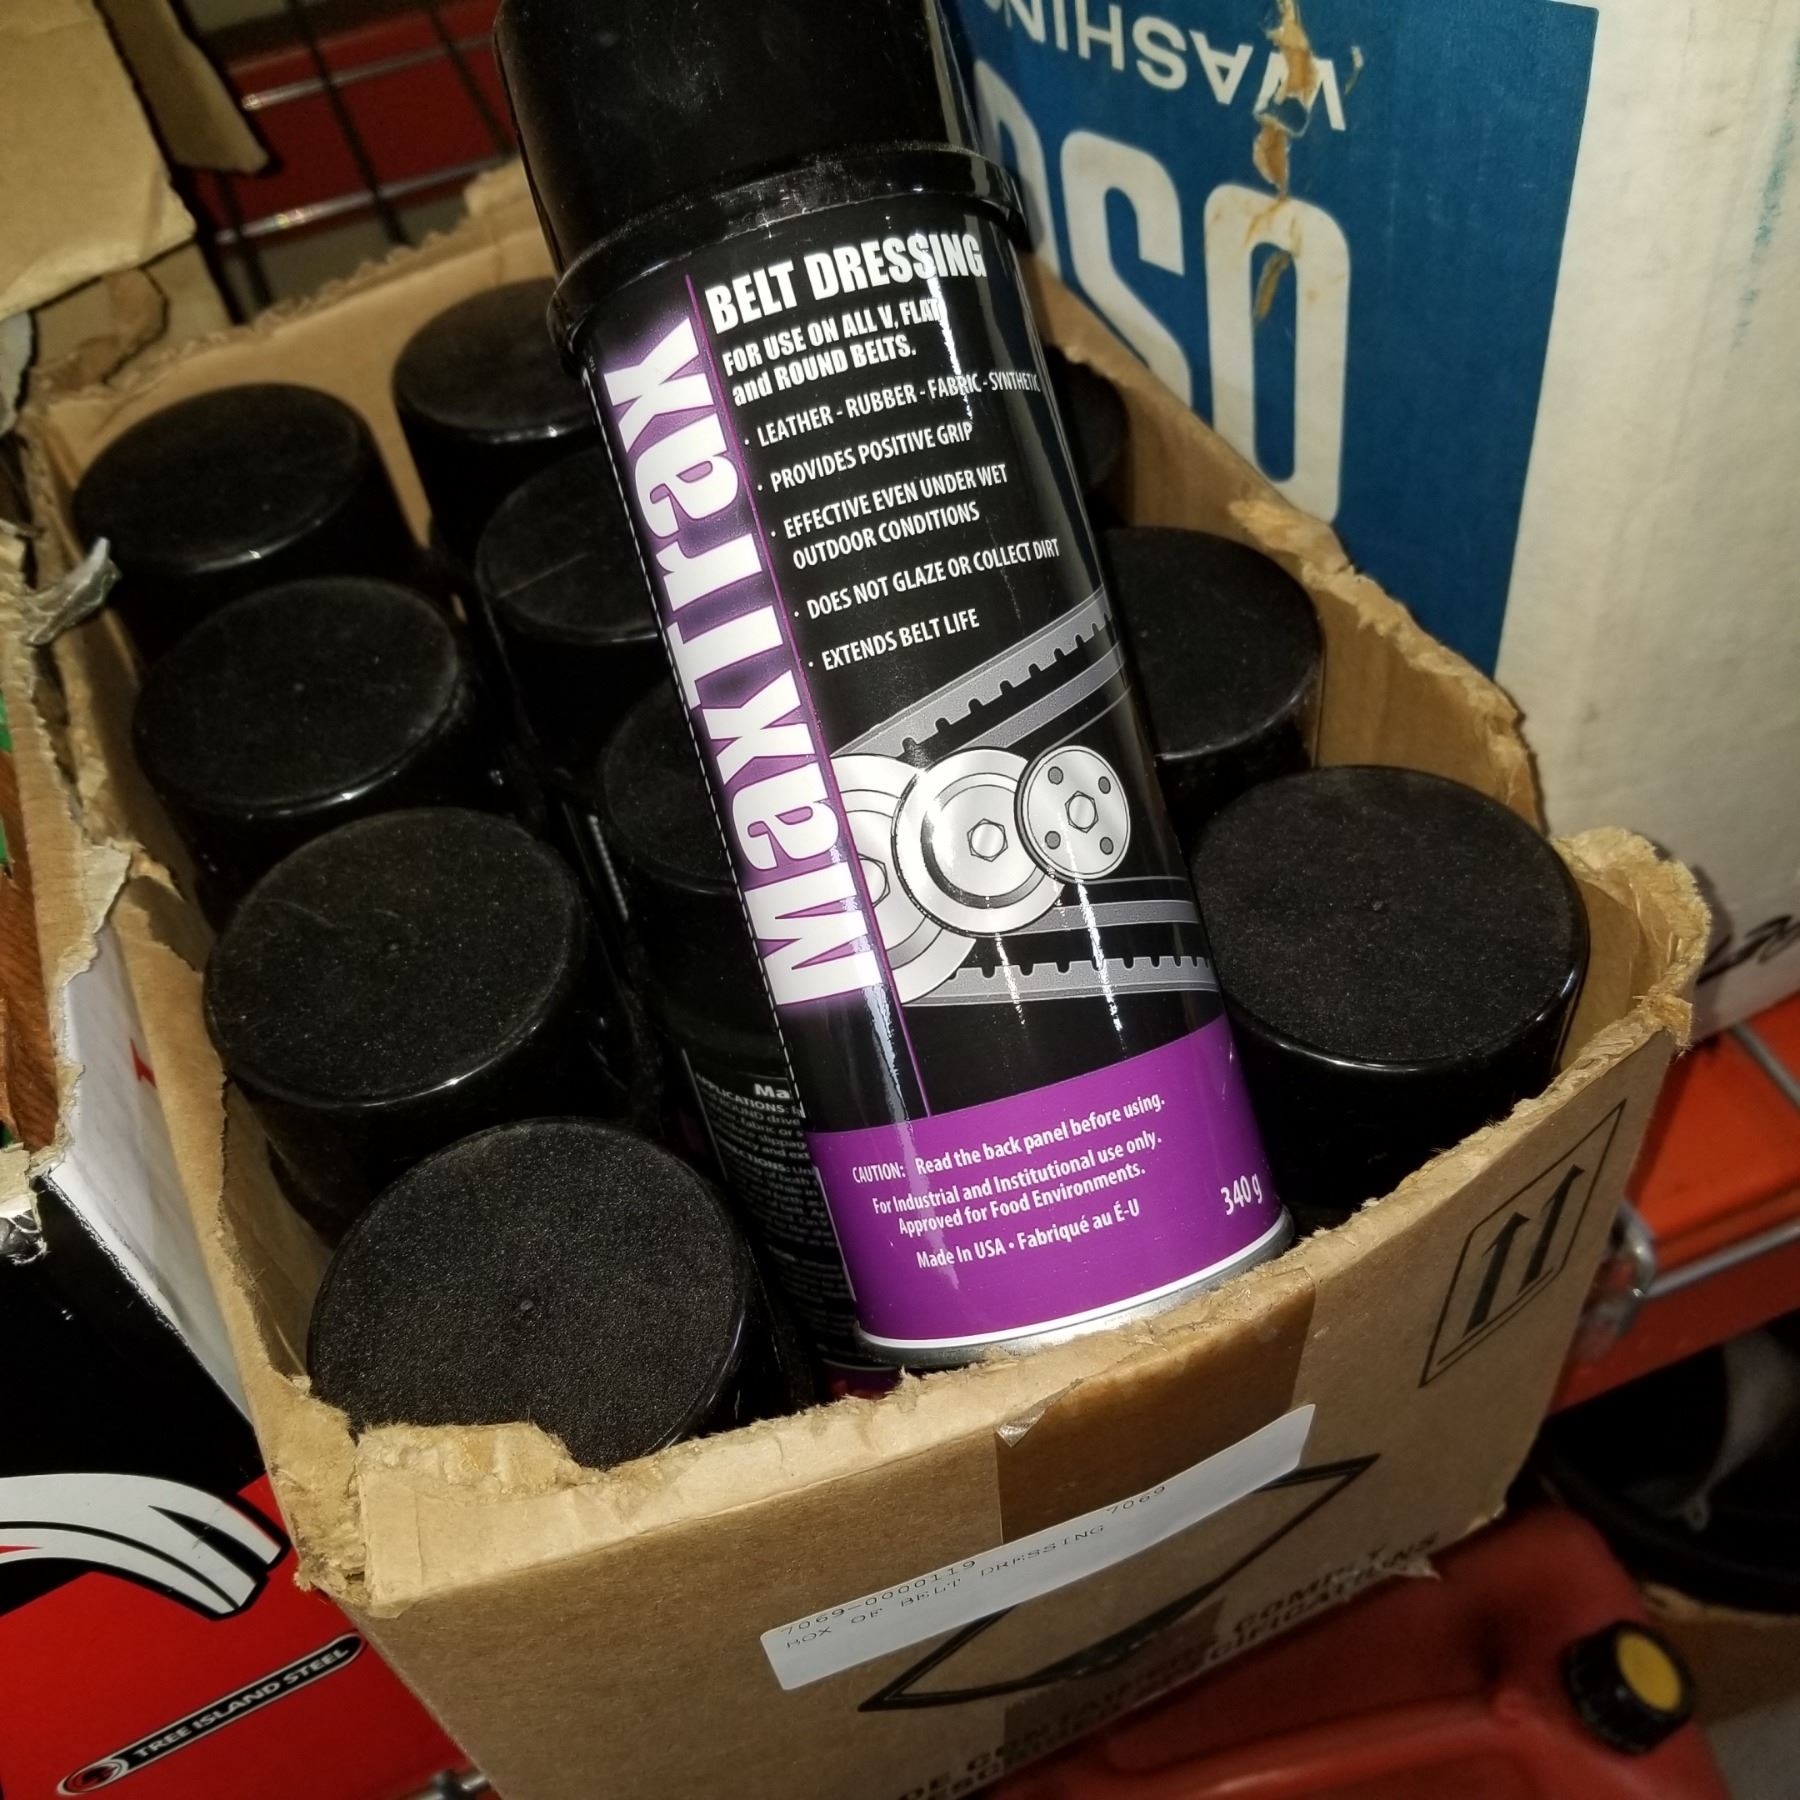 WASHIN
OSO
BELT DRESSING
FOR USE ON ALL V, FLAT
and ROUND BELTS.
· LEATHER - RUBBER - FABRIC - SYNTHETIC
· PROVIDES POSITIVE GRIP
· EFFECTIVE EVEN UNDER WET
OUTDOOR CONDITIONS
· DOES NOT GLAZE OR COLLECT DIRT
· EXTENDS BELT LIFE
MaxTrax
CAUTION: Read the back panel before using.
For Industrial and Institutional use only.
Approved for Food Environments.
Made In USA • Fabriqué au É-U
340 g
7069-0000119 7069
BOX OF BELT DRESSING
TREE ISLAND STEEL